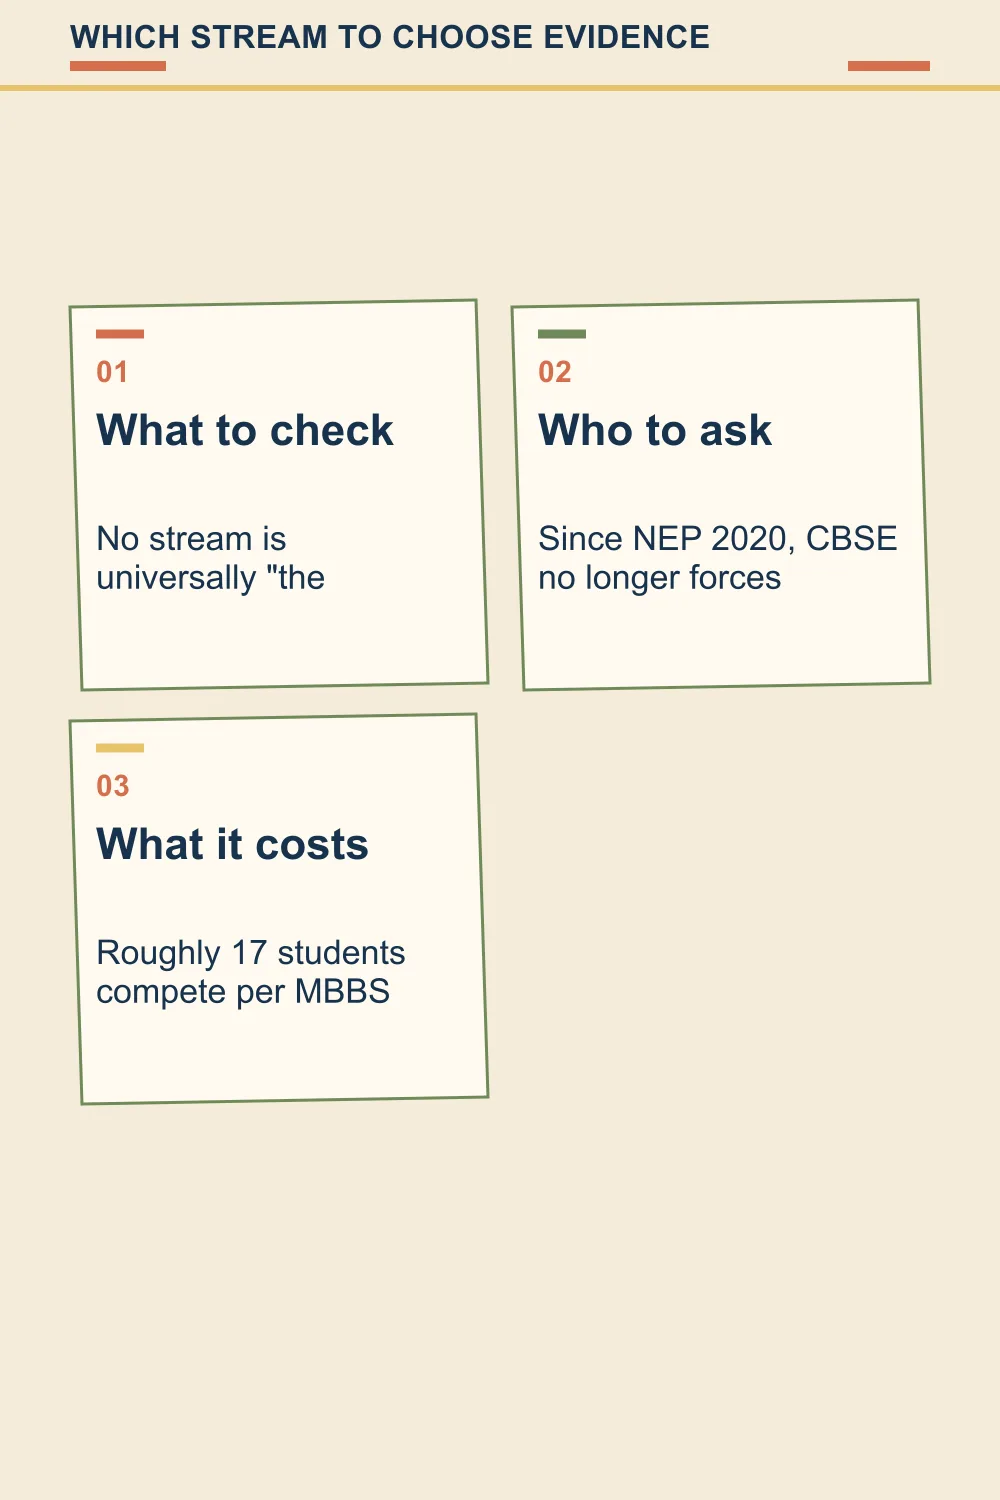 WHICH STREAM TO CHOOSE EVIDENCE
01
What to check
No stream is
universally "the
02
Who to ask
Since NEP 2020, CBSE
no longer forces
03
What it costs
Roughly 17 students
compete per MBBS